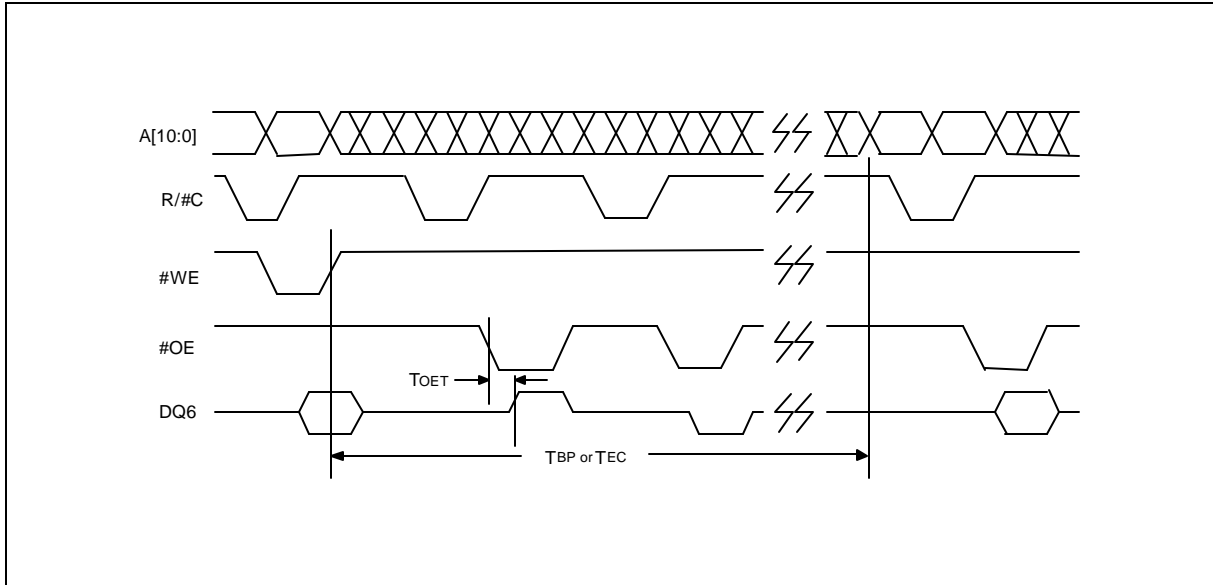 A[10:0]
R/#C
#WE
#OE
TOET
DQ6
TBP or TEC